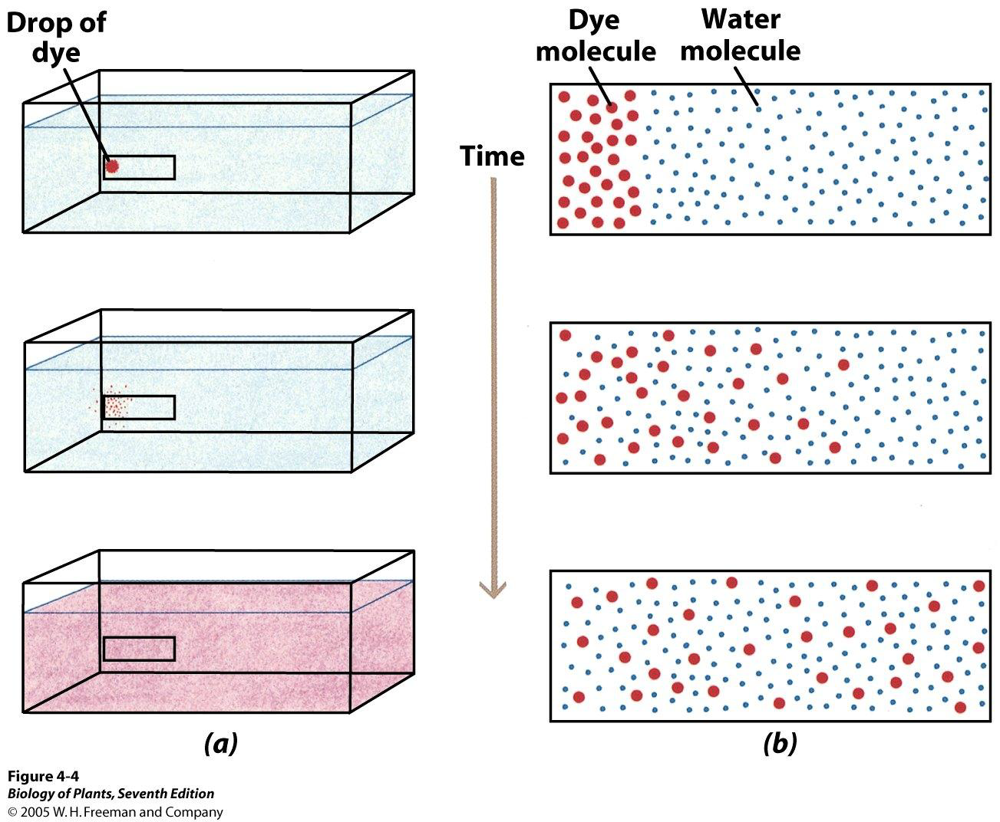 Drop of
dye
Dye
molecule
Water
molecule
Time
(a)
(b)
Figure 4-4
Biology of Plants, Seventh Edition
© 2005 W. H. Freeman and Company